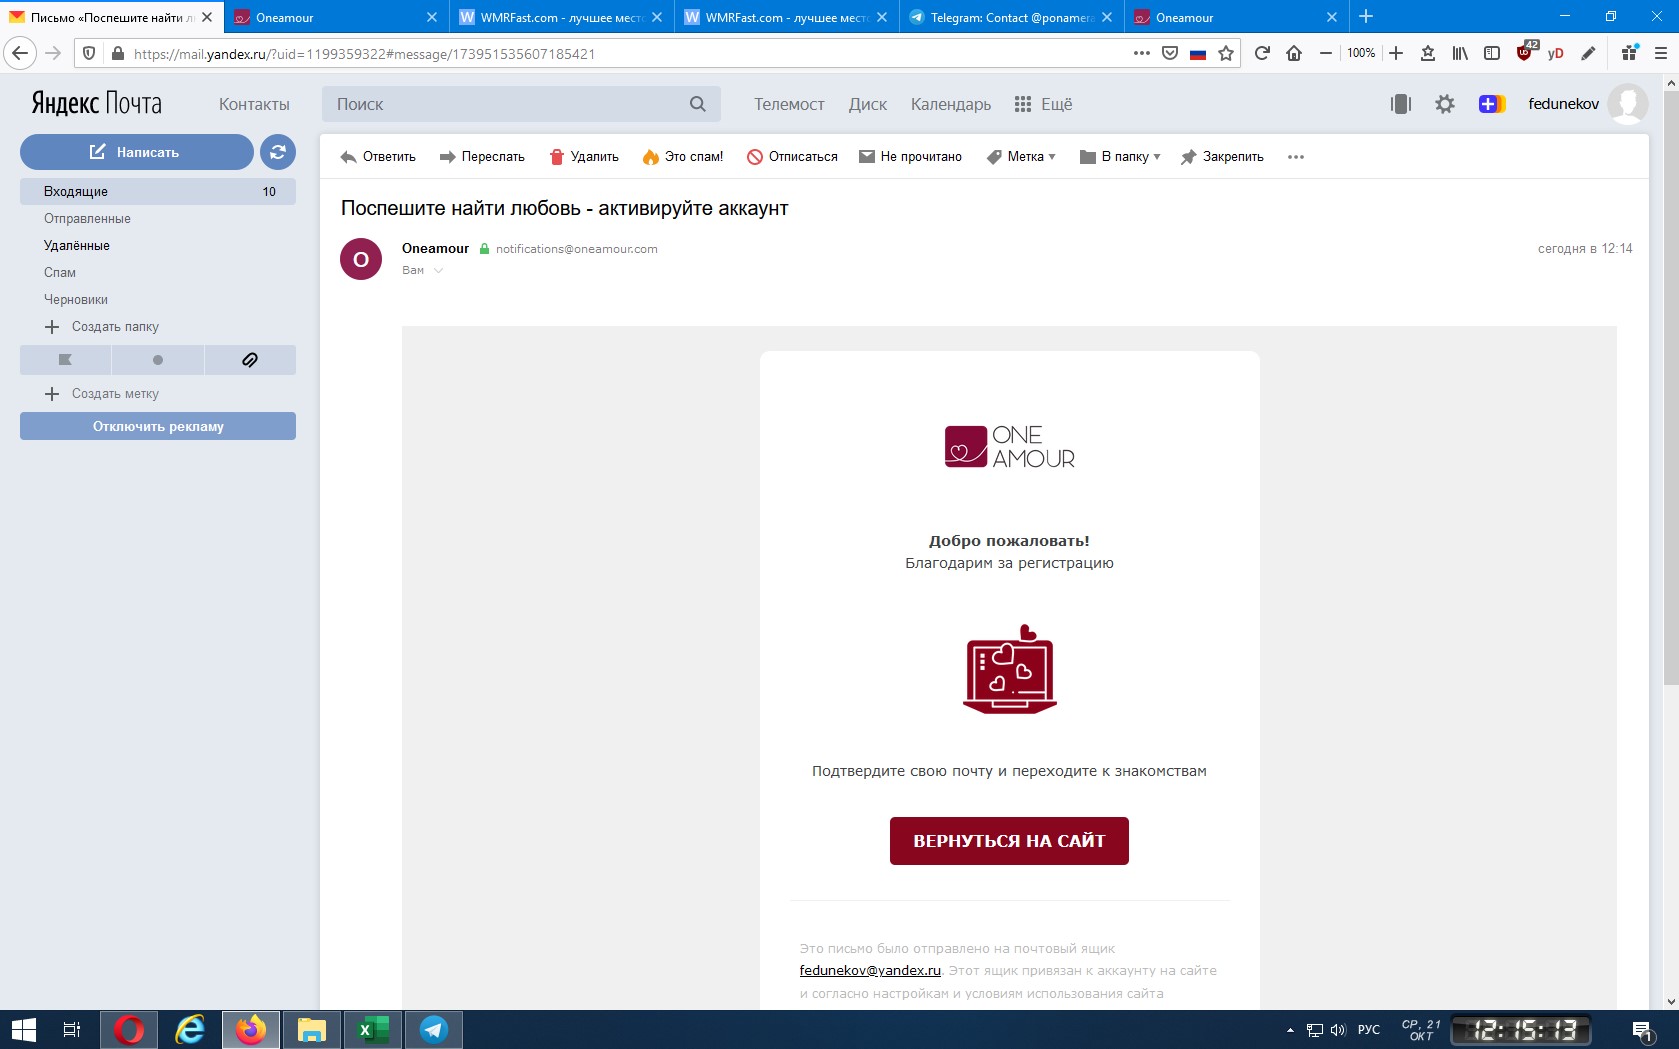 Письмо «Поспешите найти л
Oneamour
WMRFast.com - лучшее мест
WMRFast.com - лучшее мест
Telegram: Contact @ponamera
Oneamour
https://mail.yandex.ru/?uid=1199359322#message/173951535607185421
100%
42
yD
Яндекс Почта
Контакты
Поиск
Телемост
Диск
Календарь
Ещё
fedunekov
Написать
Ответить
Переслать
Удалить
Это спам!
Отписаться
Не прочитано
Метка
В папку
Закрепить
Входящие 10
Отправленные
Удалённые
Спам
Черновики
Создать папку
Создать метку
Отключить рекламу
Поспешите найти любовь - активируйте аккаунт
O
Oneamour notifications@oneamour.com
сегодня в 12:14
Вам
ONE
AMOUR
Добро пожаловать!
Благодарим за регистрацию
Подтвердите свою почту и переходите к знакомствам
ВЕРНУТЬСЯ НА САЙТ
Это письмо было отправлено на почтовый ящик
fedunekov@yandex.ru. Этот ящик привязан к аккаунту на сайте
и согласно настройкам и условиям использования сайта
РУС
СР, 21
ОКТ
12:15:13
1